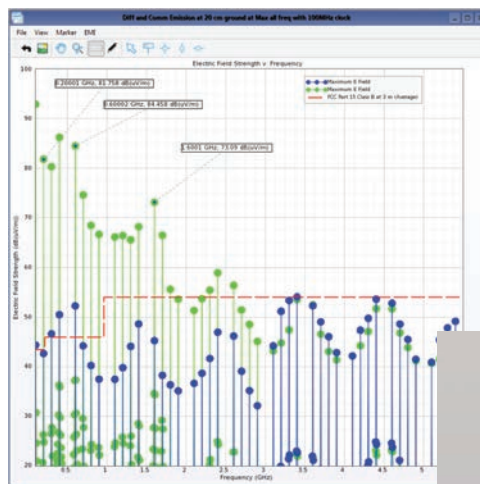 Diff and Comm Emission at 20 cm ground at Max all freq with 100MHz clock
File View Marker EMI
Electric Field Strength v Frequency
100
90
80
70
60
50
40
30
20
0.20001 GHz, 81.758 dB(uV/m)
0.60002 GHz, 84.458 dB(uV/m)
1.6001 GHz, 73.09 dB(uV/m)
Maximum E Field
Maximum E Field
FCC Part 15 Class B at 3 m (Average)
Electric Field Strength (dB(uV/m))
0.5 1 1.5 2 2.5 3 3.5 4 4.5 5
Frequency (GHz)